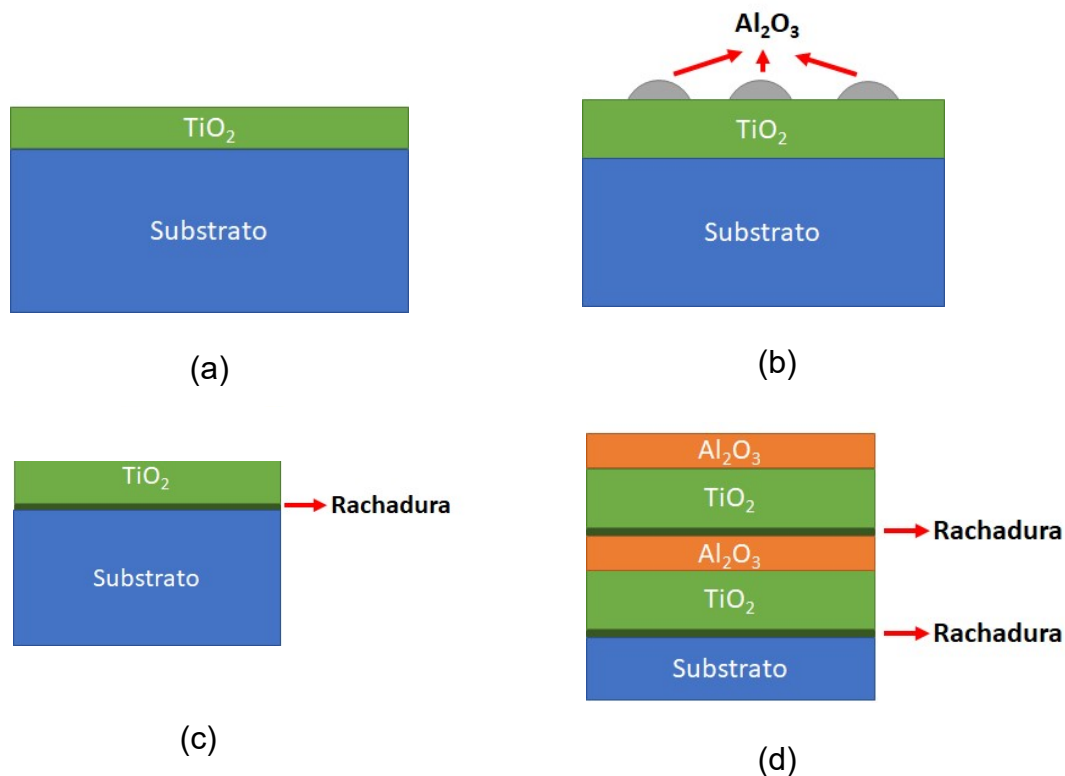 TiO₂
Substrato
(a)
Al₂O₃
TiO₂
Substrato
(b)
TiO₂
Rachadura
Substrato
(c)
Al₂O₃
TiO₂
Rachadura
Al₂O₃
TiO₂
Rachadura
Substrato
(d)